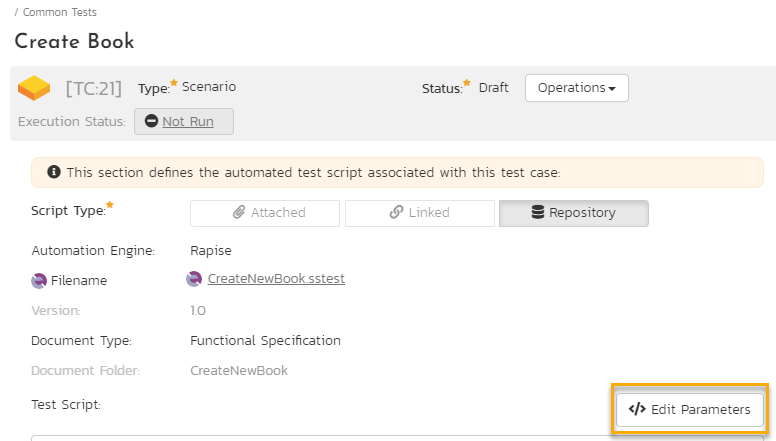 / Common Tests
Create Book
[TC:21] Type: Scenario Status: Draft Operations
Execution Status: Not Run
This section defines the automated test script associated with this test case:
Script Type: Attached Linked Repository
Automation Engine: Rapise
Filename CreateNewBook.sstest
Version: 1.0
Document Type: Functional Specification
Document Folder: CreateNewBook
Test Script: </> Edit Parameters